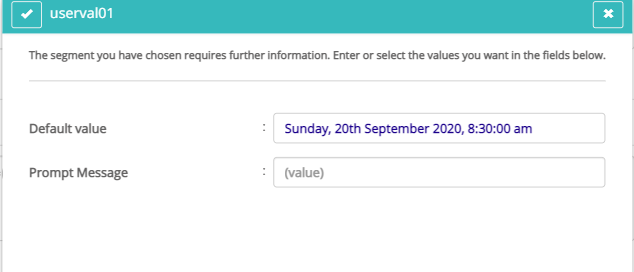 userval01
The segment you have chosen requires further information. Enter or select the values you want in the fields below.
Default value : Sunday, 20th September 2020, 8:30:00 am
Prompt Message : (value)